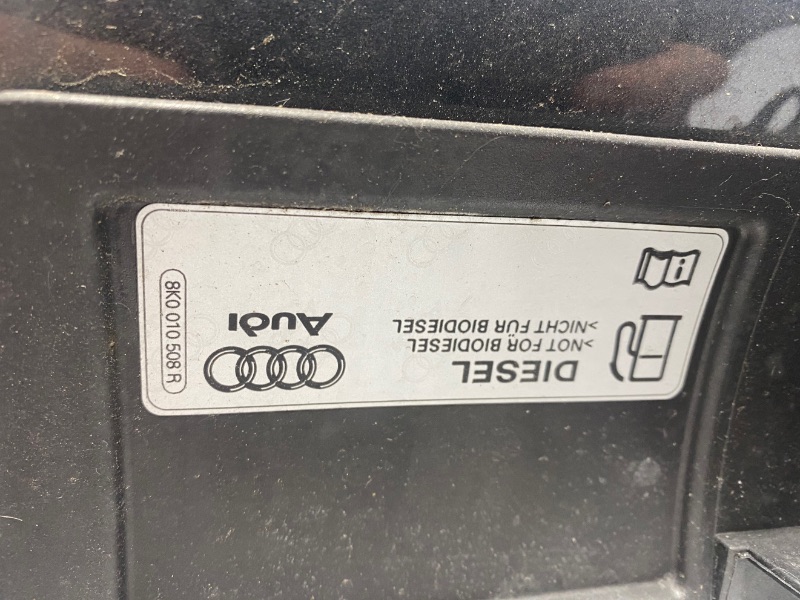 DIESEL
>NOT FOR BIODIESEL
>NICHT FÜR BIODIESEL
Audi
8K0 010 508 R